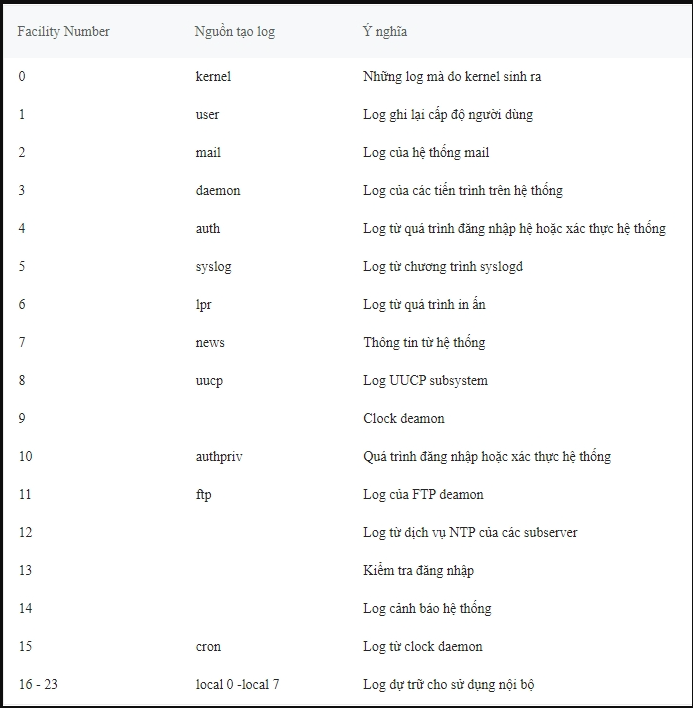 Facility Number Nguồn tạo log Ý nghĩa
0 kernel Những log mà do kernel sinh ra
1 user Log ghi lại cấp độ người dùng
2 mail Log của hệ thống mail
3 daemon Log của các tiến trình trên hệ thống
4 auth Log từ quá trình đăng nhập hệ hoặc xác thực hệ thống
5 syslog Log từ chương trình syslogd
6 lpr Log từ quá trình in ấn
7 news Thông tin từ hệ thống
8 uucp Log UUCP subsystem
9 Clock deamon
10 authpriv Quá trình đăng nhập hoặc xác thực hệ thống
11 ftp Log của FTP deamon
12 Log từ dịch vụ NTP của các subserver
13 Kiểm tra đăng nhập
14 Log cảnh báo hệ thống
15 cron Log từ clock daemon
16 - 23 local 0 -local 7 Log dự trữ cho sử dụng nội bộ